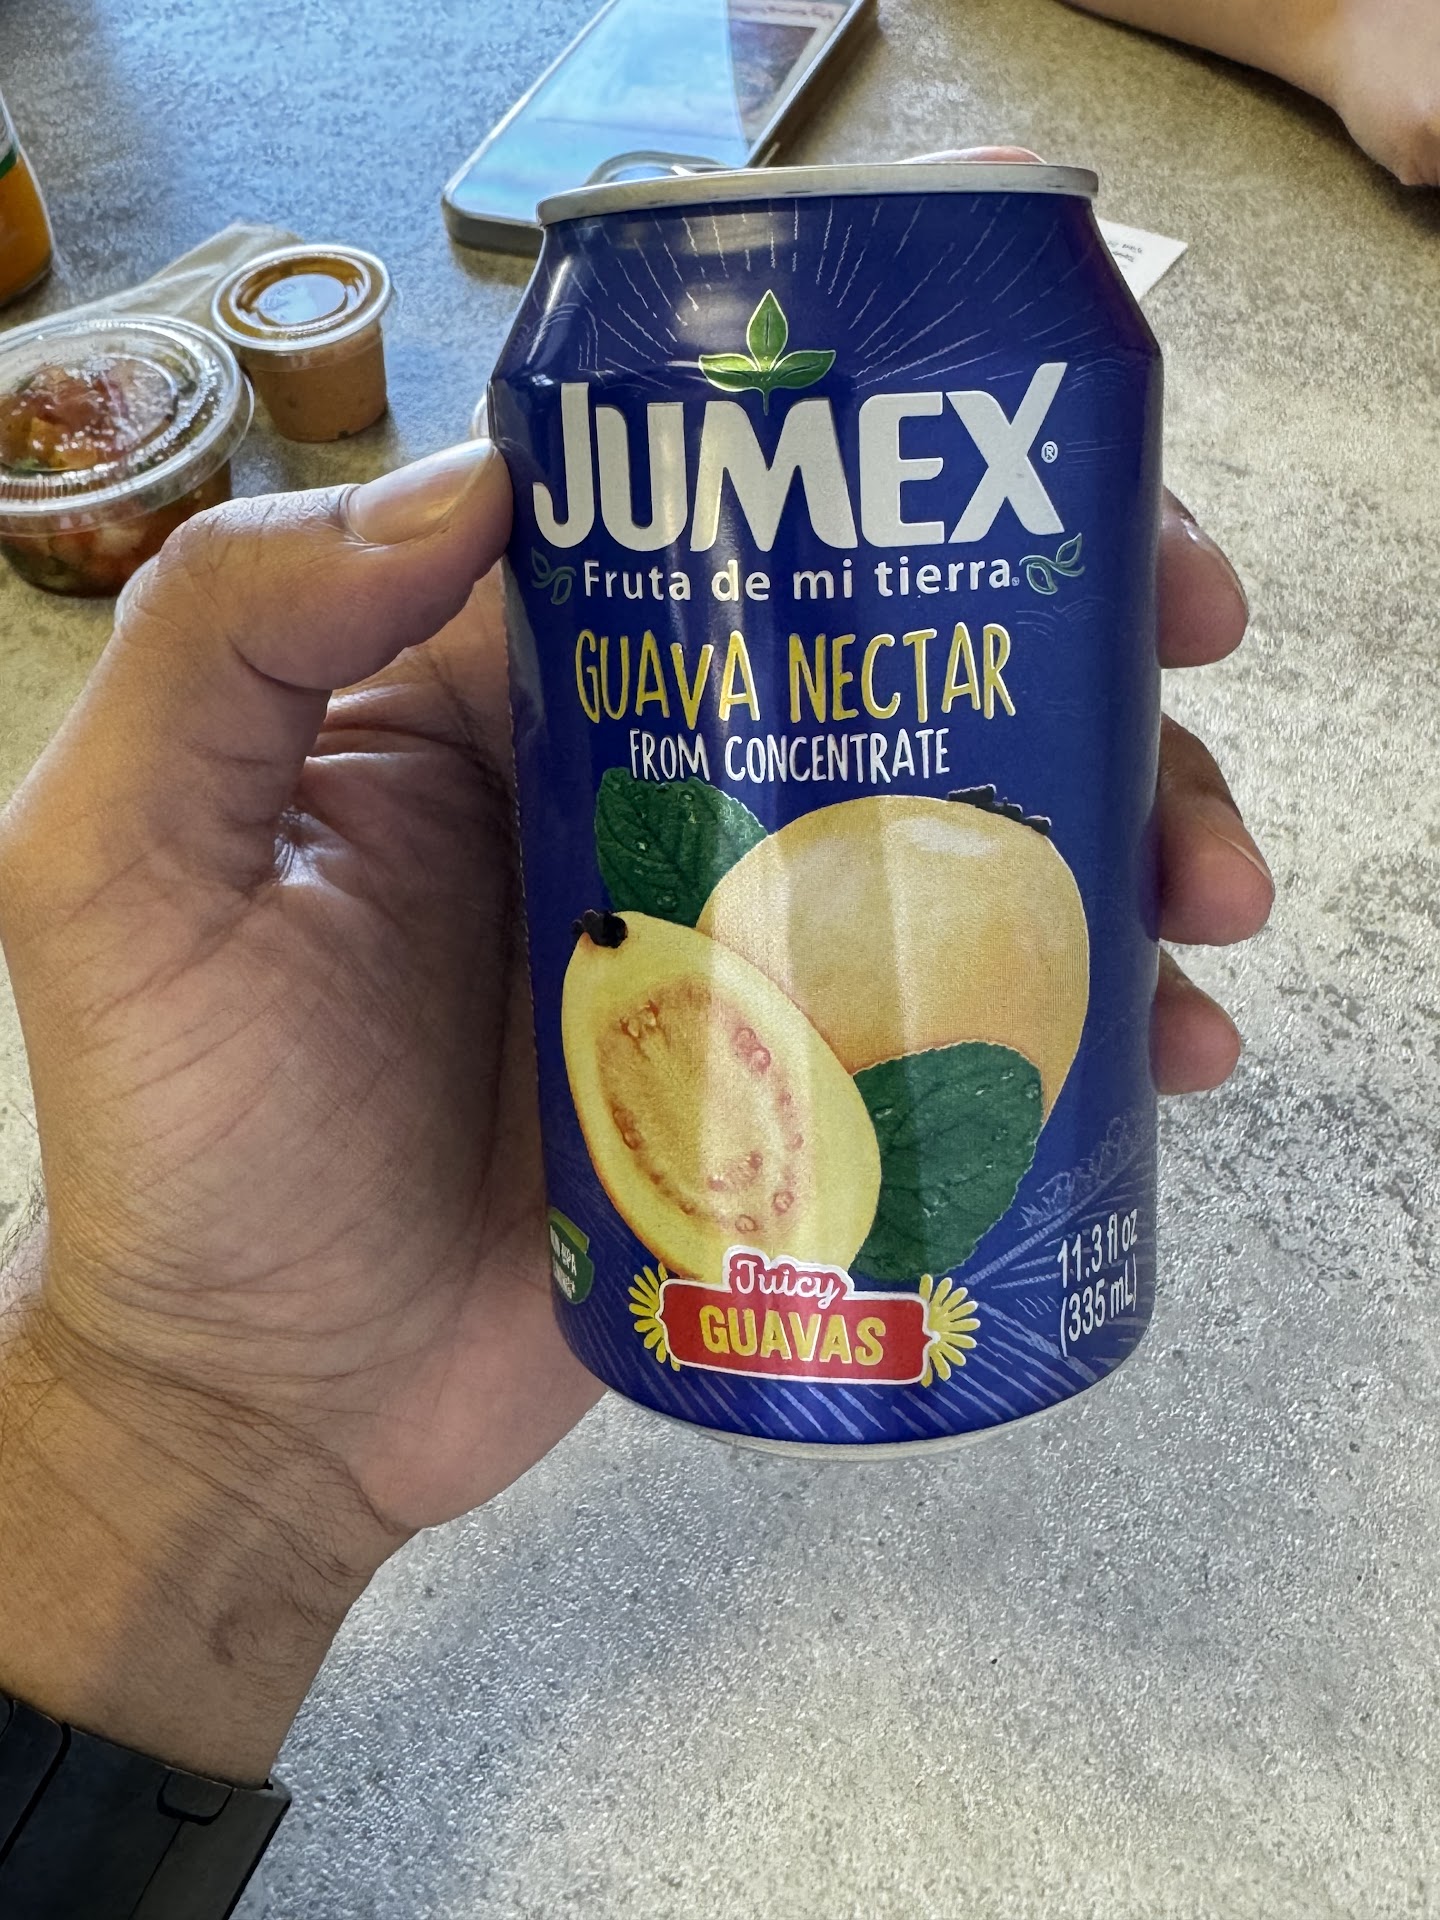 JUMEX®
Fruta de mi tierra®
GUAVA NECTAR
FROM CONCENTRATE
Juicy
GUAVAS
11.3 fl oz
(335 mL)